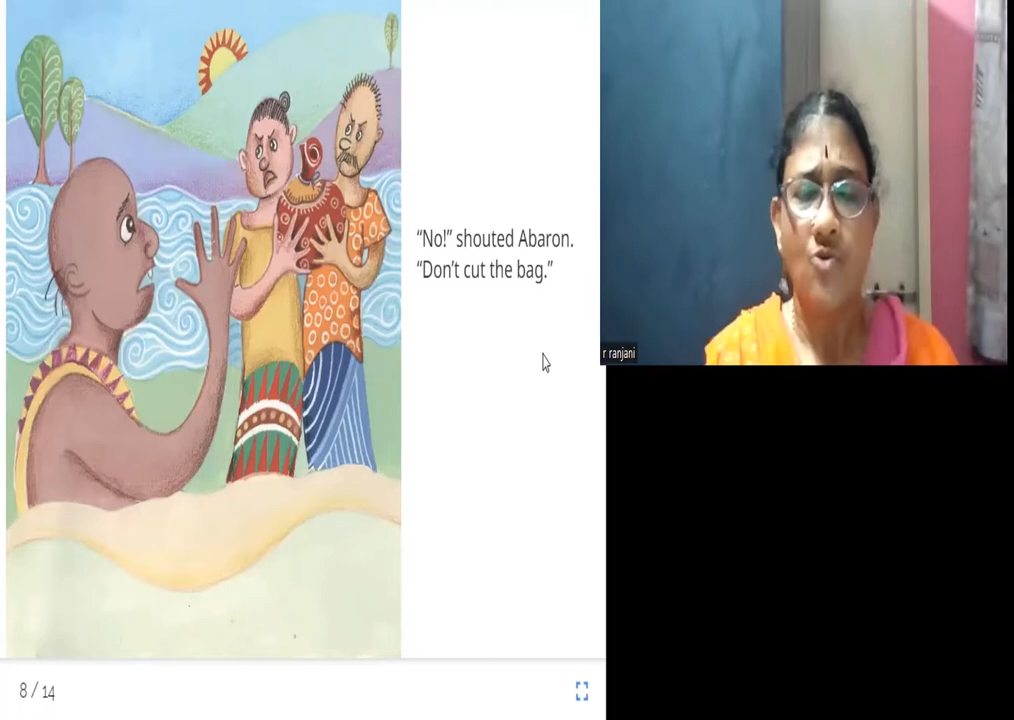 “No!” shouted Abaron.
“Don’t cut the bag.”
r ranjani
8 / 14